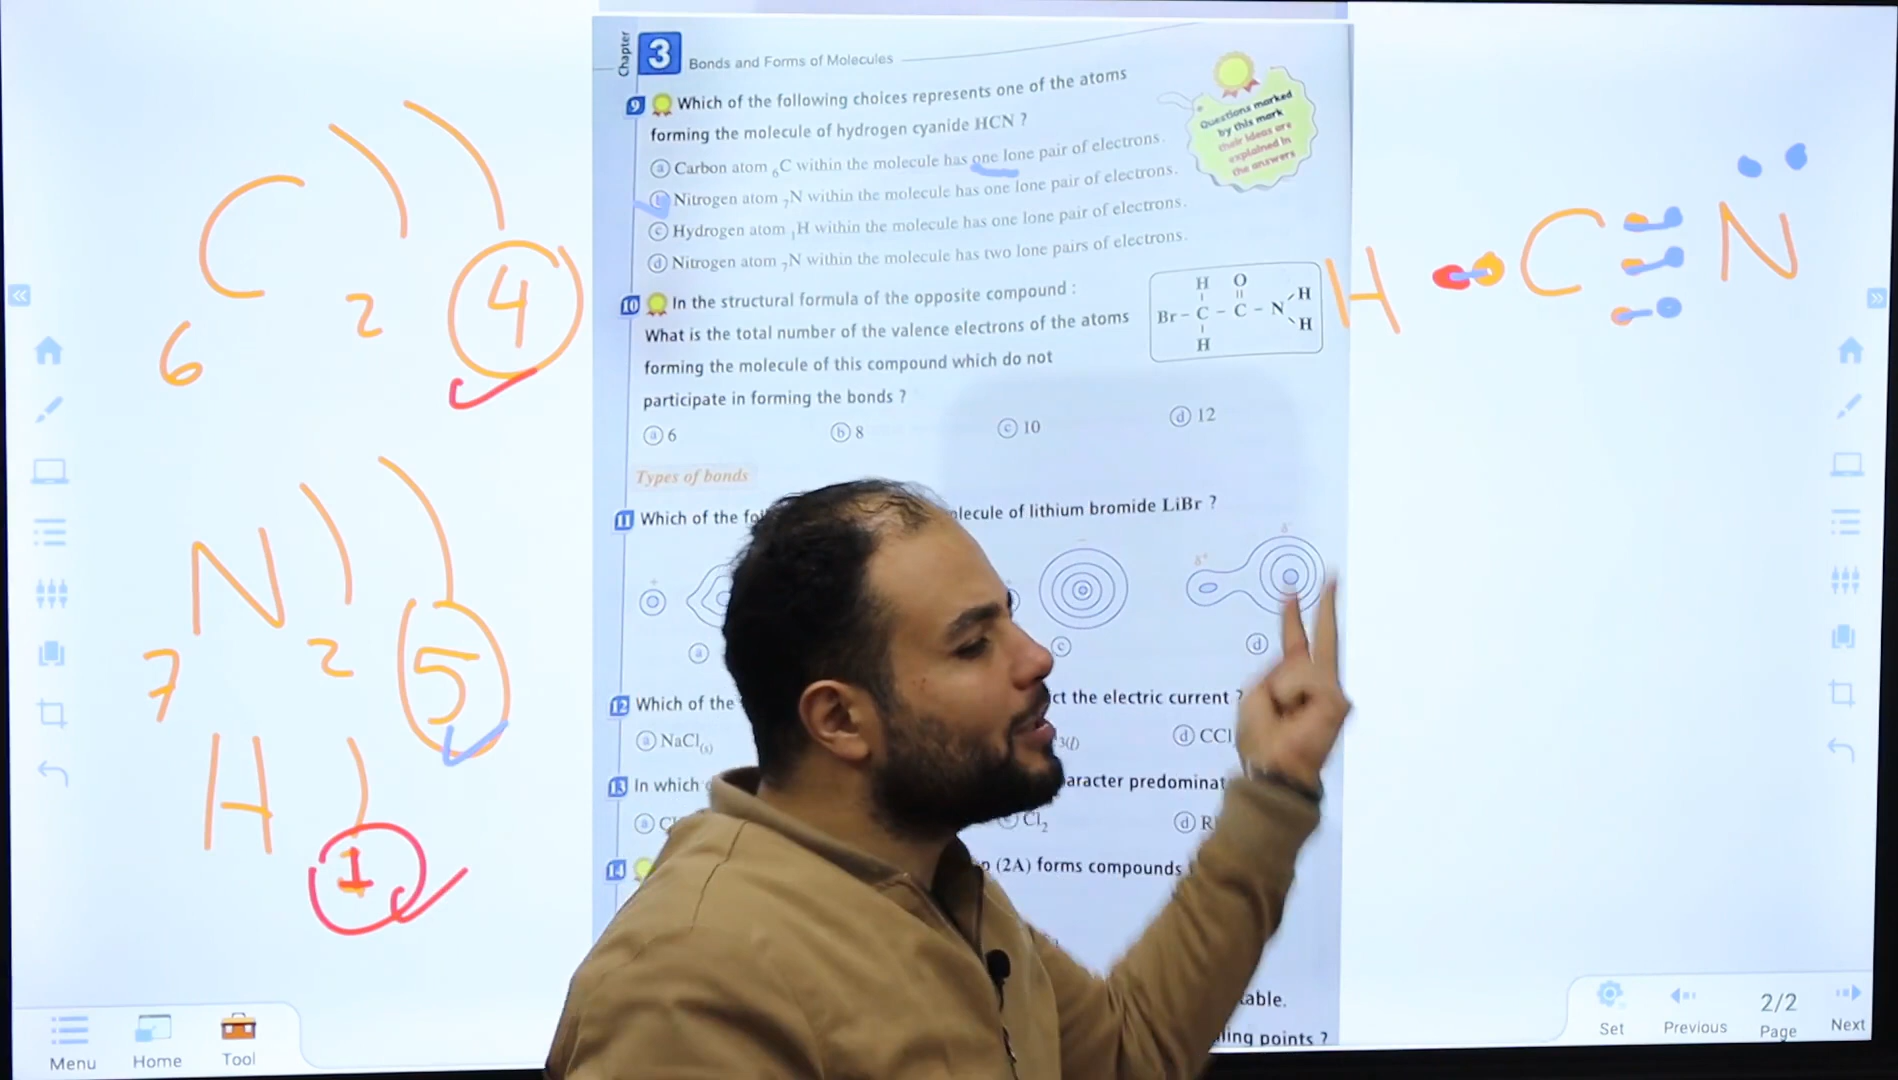 Chapter 3 Bonds and Forms of Molecules
9 Which of the following choices represents one of the atoms
forming the molecule of hydrogen cyanide HCN ?
a Carbon atom ₆C within the molecule has one lone pair of electrons.
Nitrogen atom ₇N within the molecule has one lone pair of electrons.
c Hydrogen atom ₁H within the molecule has one lone pair of electrons.
d Nitrogen atom ₇N within the molecule has two lone pairs of electrons.
Questions marked
by this mark
their ideas are
explained in
the answers
10 In the structural formula of the opposite compound :
What is the total number of the valence electrons of the atoms
forming the molecule of this compound which do not
participate in forming the bonds ?
H O
Br - C - C - N H
H H
a 6 b 8 c 10 d 12
Types of bonds
11 Which of the molecule of lithium bromide LiBr ?
+ - δ+ δ-
a c d
12 Which of the the electric current ?
a NaCl(s) 3(l) d CCl
13 In which predominat
a Cl₂ d R
14 (2A) forms compounds
table.
points ?
C
6 2 4
N
7 2 5
H
1
H C N
Menu Home Tool
Set Previous 2/2 Page Next